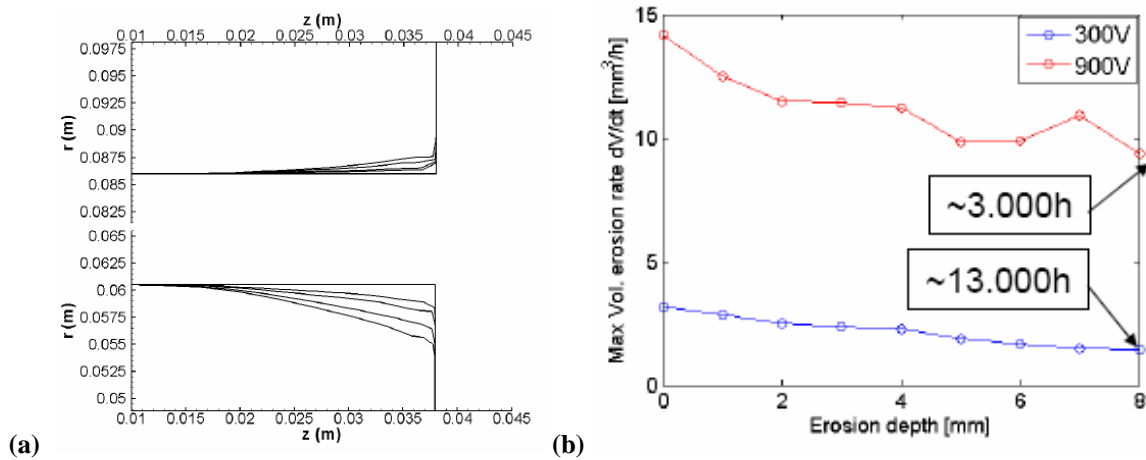 z (m)
0.01 0.015 0.02 0.025 0.03 0.035 0.04 0.045
0.0975
0.095
0.0925
0.09
0.0875
0.085
0.0825
r (m)
0.065
0.0625
0.06
0.0575
0.055
0.0525
0.05
r (m)
0.01 0.015 0.02 0.025 0.03 0.035 0.04 0.045
z (m)
(a)
15
10
5
0
Max Vol. erosion rate dV/dt [mm³/h]
300V
900V
~3.000h
~13.000h
0 2 4 6 8
Erosion depth [mm]
(b)